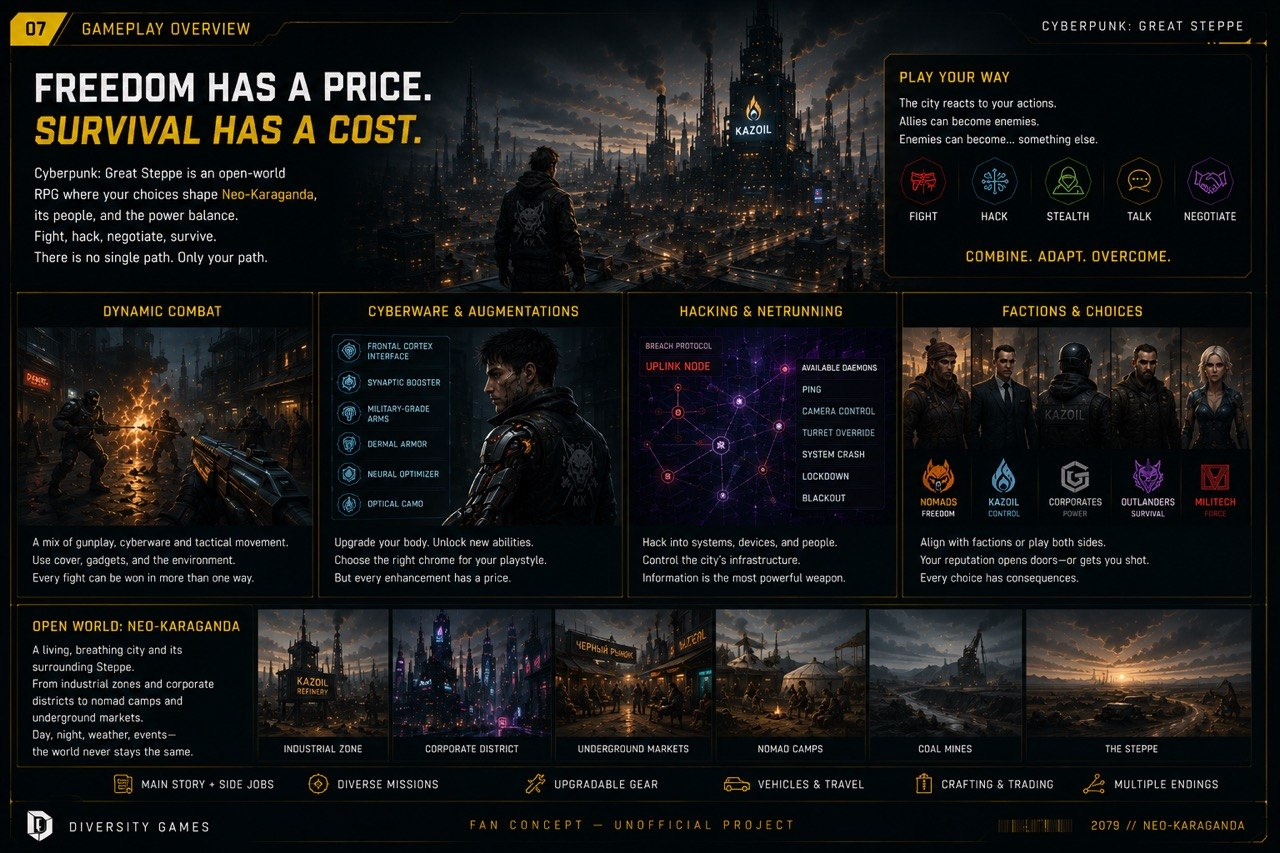 07
GAMEPLAY OVERVIEW
CYBERPUNK: GREAT STEPPE
FREEDOM HAS A PRICE.
SURVIVAL HAS A COST.
Cyberpunk: Great Steppe is an open-world
RPG where your choices shape Neo-Karaganda,
its people, and the power balance.
Fight, hack, negotiate, survive.
There is no single path. Only your path.
KAZOIL
KK
PLAY YOUR WAY
The city reacts to your actions.
Allies can become enemies.
Enemies can become... something else.
FIGHT
HACK
STEALTH
TALK
NEGOTIATE
COMBINE. ADAPT. OVERCOME.
DYNAMIC COMBAT
A mix of gunplay, cyberware and tactical movement.
Use cover, gadgets, and the environment.
Every fight can be won in more than one way.
CYBERWARE & AUGMENTATIONS
FRONTAL CORTEX
INTERFACE
SYNAPTIC BOOSTER
MILITARY-GRADE
ARMS
DERMAL ARMOR
NEURAL OPTIMIZER
OPTICAL CAMO
KK
Upgrade your body. Unlock new abilities.
Choose the right chrome for your playstyle.
But every enhancement has a price.
HACKING & NETRUNNING
BREACH PROTOCOL
UPLINK NODE
AVAILABLE DAEMONS
PING
CAMERA CONTROL
TURRET OVERRIDE
SYSTEM CRASH
LOCKDOWN
BLACKOUT
Hack into systems, devices, and people.
Control the city's infrastructure.
Information is the most powerful weapon.
FACTIONS & CHOICES
KAZOIL
NOMADS
FREEDOM
KAZOIL
CONTROL
CORPORATES
POWER
OUTLANDERS
SURVIVAL
MILITECH
FORCE
Align with factions or play both sides.
Your reputation opens doors—or gets you shot.
Every choice has consequences.
OPEN WORLD: NEO-KARAGANDA
A living, breathing city and its
surrounding Steppe.
From industrial zones and corporate
districts to nomad camps and
underground markets.
Day, night, weather, events—
the world never stays the same.
KAZOIL
REFINERY
INDUSTRIAL ZONE
CORPORATE DISTRICT
ЧЕРНЫЙ РЫНОК
UNDERGROUND MARKETS
NOMAD CAMPS
COAL MINES
THE STEPPE
MAIN STORY + SIDE JOBS
DIVERSE MISSIONS
UPGRADABLE GEAR
VEHICLES & TRAVEL
CRAFTING & TRADING
MULTIPLE ENDINGS
DIVERSITY GAMES
FAN CONCEPT — UNOFFICIAL PROJECT
2079 // NEO-KARAGANDA